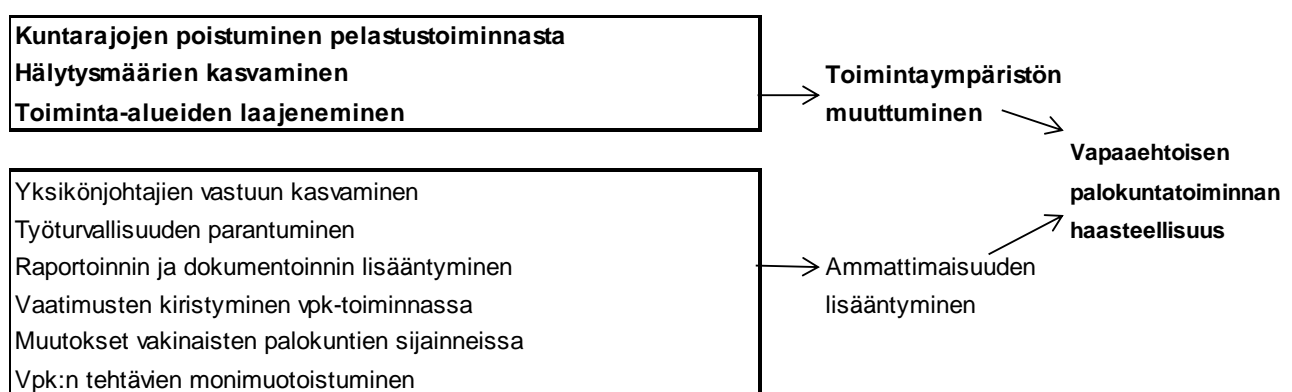 Kuntarajojen poistuminen pelastustoiminnasta
Hälytysmäärien kasvaminen
Toiminta-alueiden laajeneminen
Toimintaympäristön
muuttuminen
Yksikönjohtajien vastuun kasvaminen
Työturvallisuuden parantuminen
Raportoinnin ja dokumentoinnin lisääntyminen
Vaatimusten kiristyminen vpk-toiminnassa
Muutokset vakinaisten palokuntien sijainneissa
Vpk:n tehtävien monimuotoistuminen
Ammattimaisuuden
lisääntyminen
Vapaaehtoisen
palokuntatoiminnan
haasteellisuus